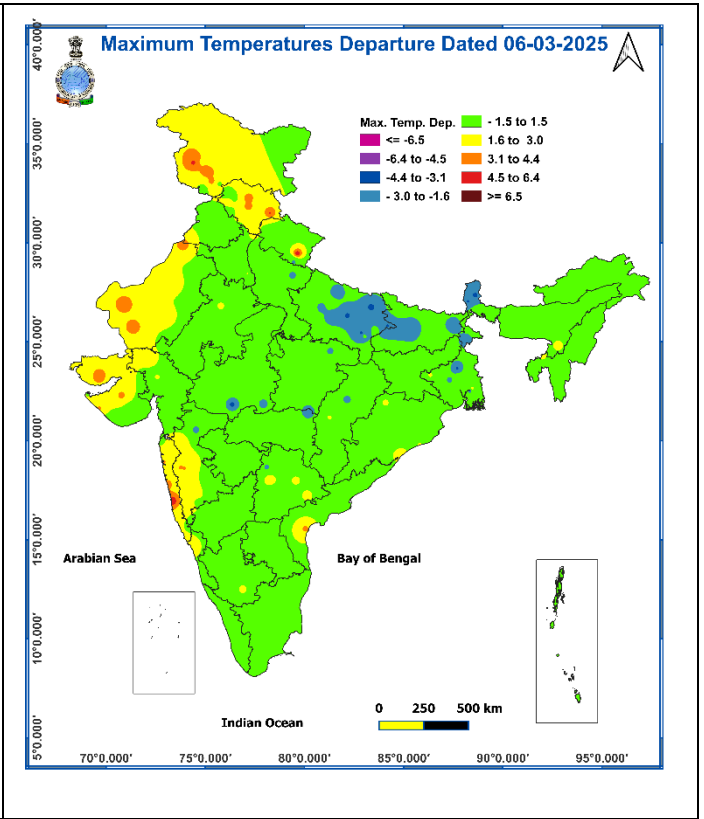 Maximum Temperatures Departure Dated 06-03-2025
Max. Temp. Dep.
<= -6.5
-6.4 to -4.5
-4.4 to -3.1
- 3.0 to -1.6
- 1.5 to 1.5
1.6 to 3.0
3.1 to 4.4
4.5 to 6.4
>= 6.5
40°0.000'
35°0.000'
30°0.000'
25°0.000'
20°0.000'
15°0.000'
10°0.000'
5°0.000'
Arabian Sea
Bay of Bengal
Indian Ocean
0 250 500 km
70°0.000' 75°0.000' 80°0.000' 85°0.000' 90°0.000' 95°0.000'